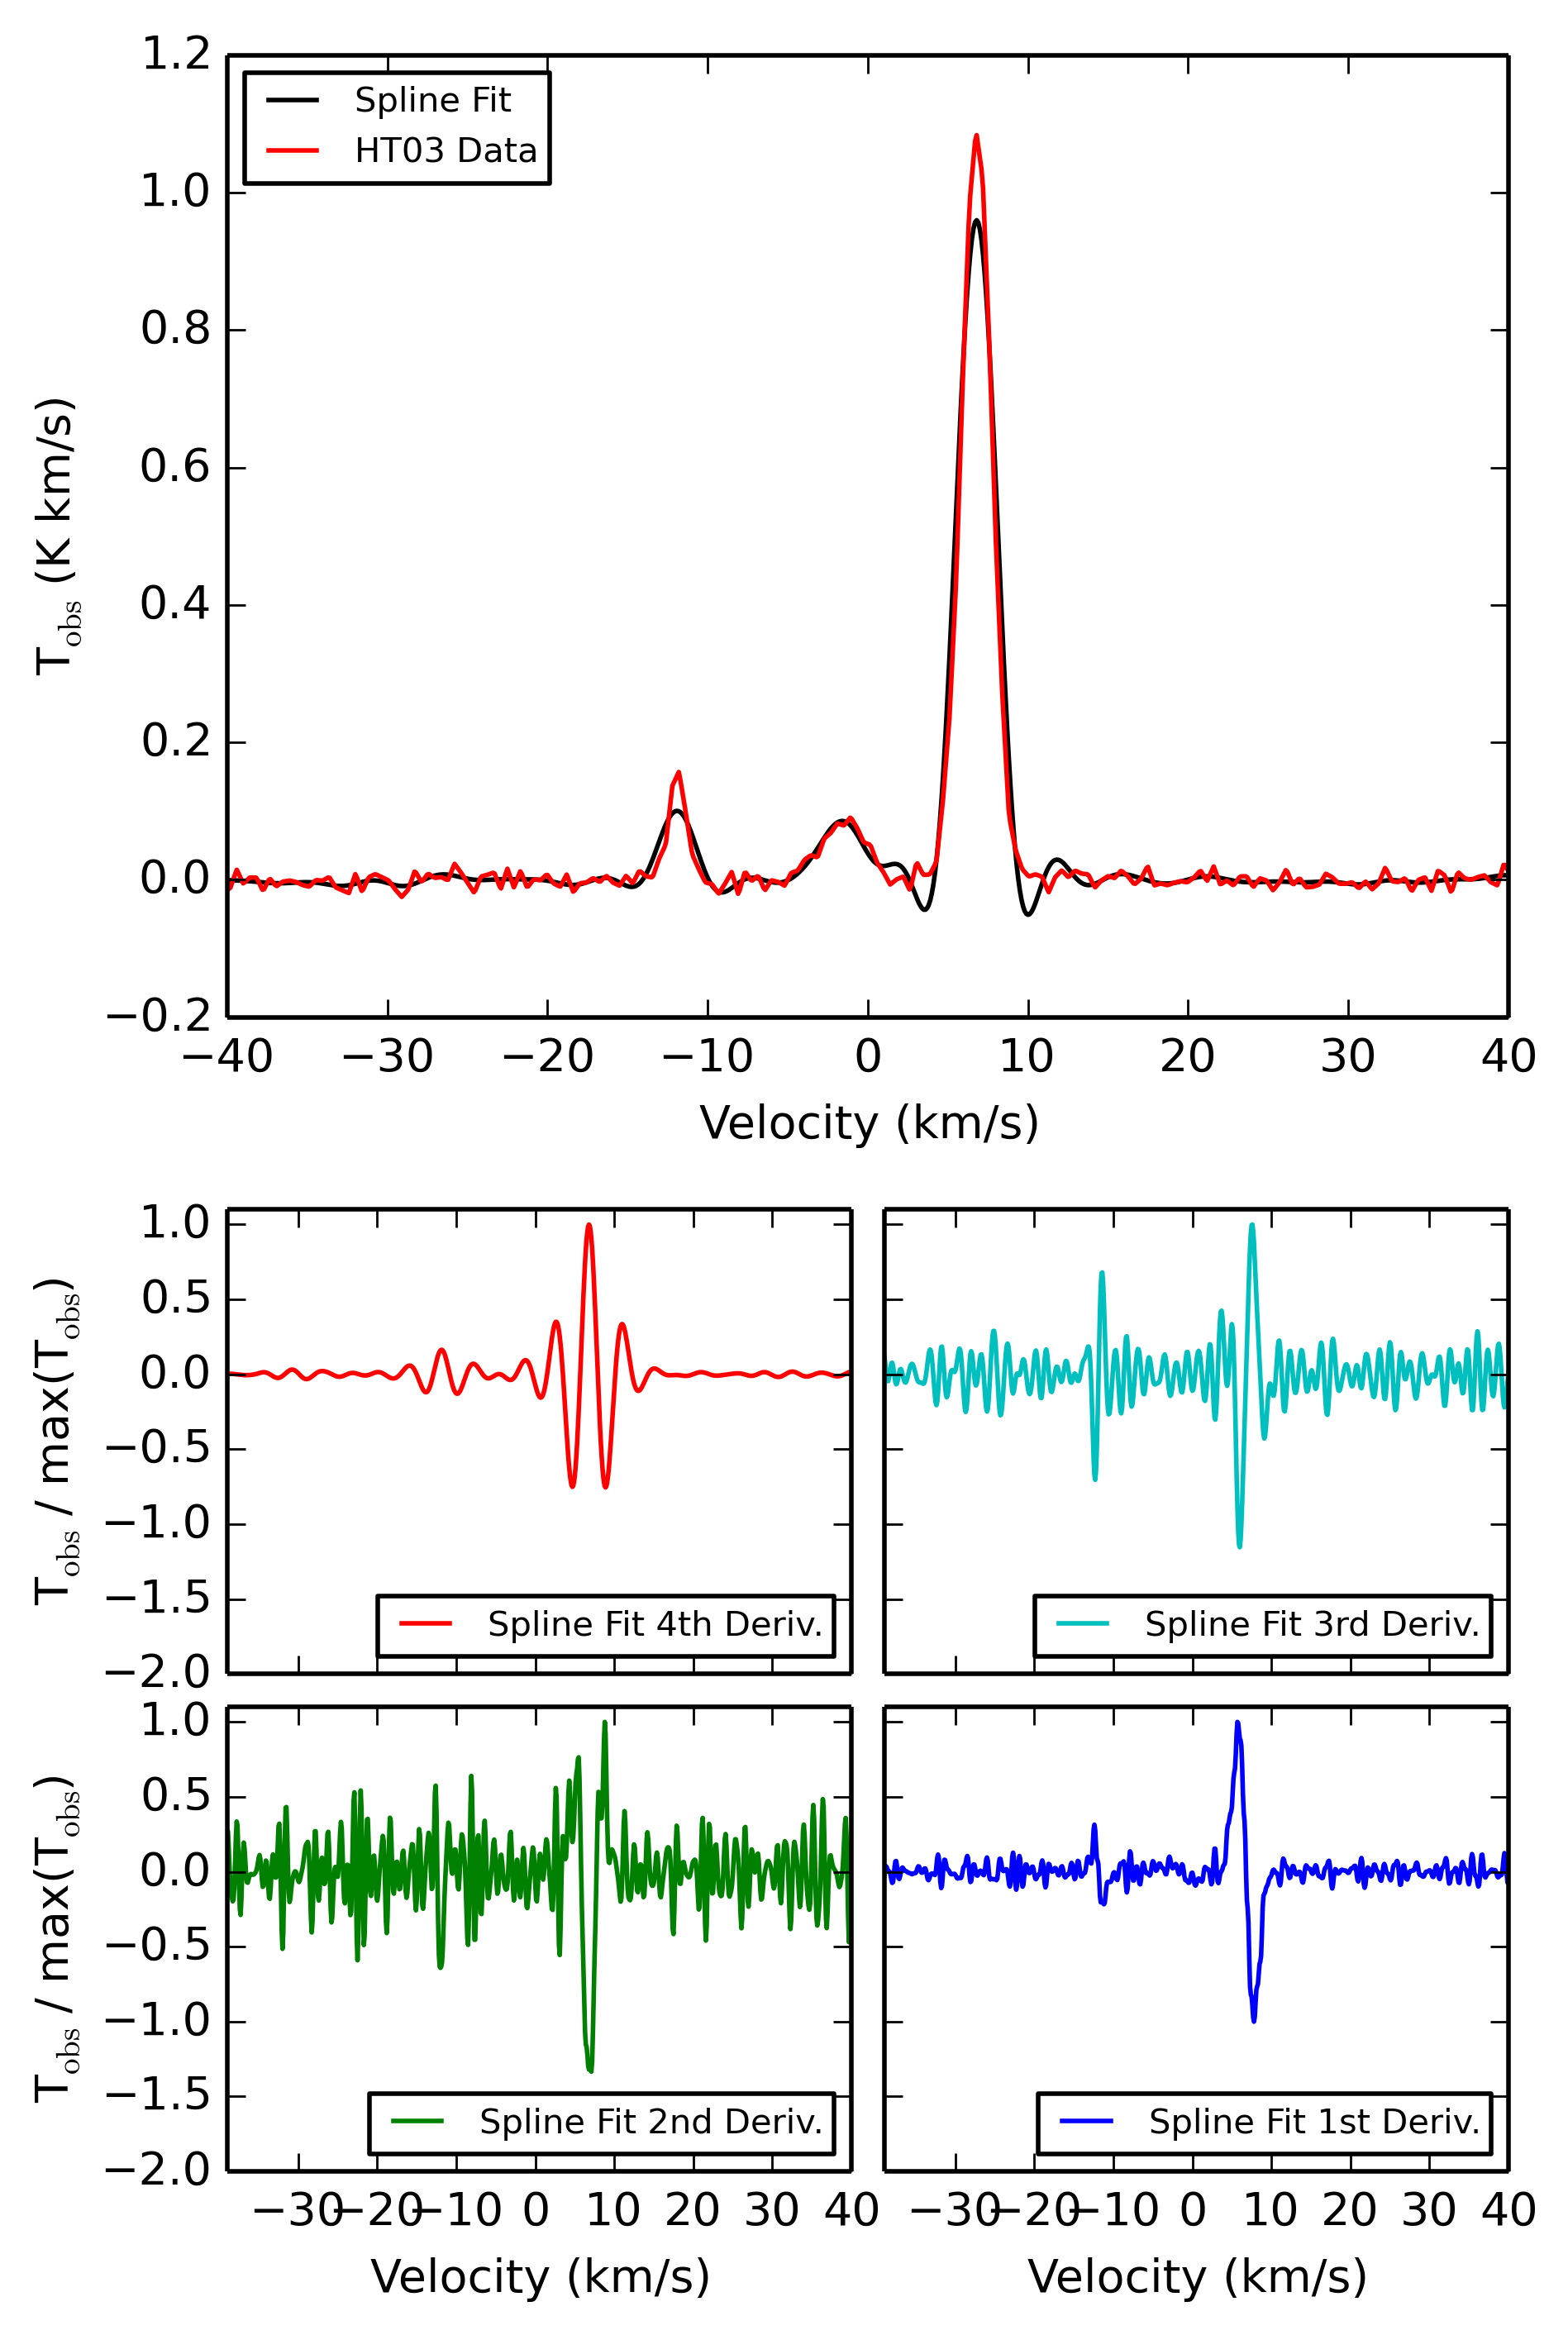 1.2
1.0
0.8
0.6
0.4
0.2
0.0
−0.2
T_obs (K km/s)
Spline Fit
HT03 Data
−40 −30 −20 −10 0 10 20 30 40
Velocity (km/s)
1.0
0.5
0.0
−0.5
−1.0
−1.5
−2.0
T_obs / max(T_obs)
Spline Fit 4th Deriv.
Spline Fit 3rd Deriv.
1.0
0.5
0.0
−0.5
−1.0
−1.5
−2.0
T_obs / max(T_obs)
Spline Fit 2nd Deriv.
Spline Fit 1st Deriv.
−30 −20 −10 0 10 20 30 40
−30 −20 −10 0 10 20 30 40
Velocity (km/s)
Velocity (km/s)